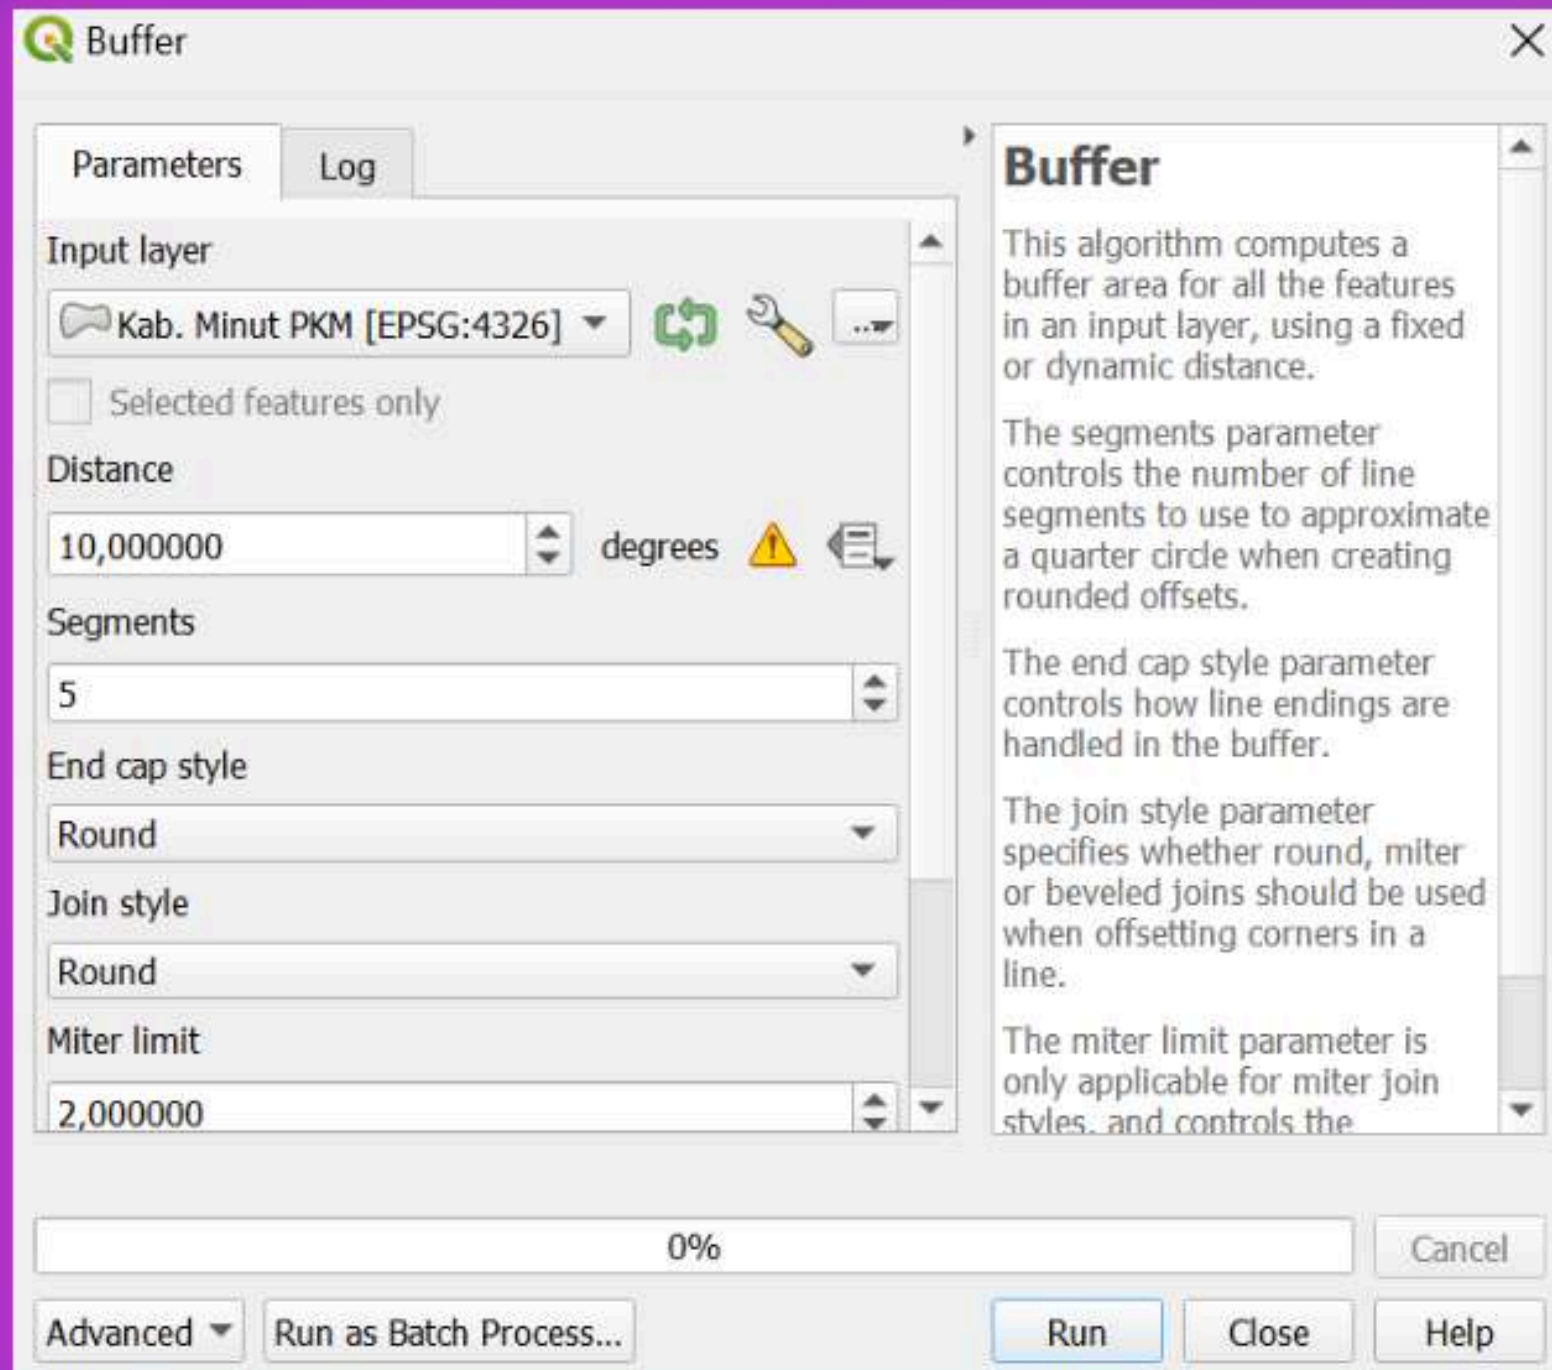 Buffer
Parameters
Log
Input layer
Kab. Minut PKM [EPSG:4326]
...
Selected features only
Distance
10,000000
degrees
Segments
5
End cap style
Round
Join style
Round
Miter limit
2,000000
Buffer
This algorithm computes a
buffer area for all the features
in an input layer, using a fixed
or dynamic distance.
The segments parameter
controls the number of line
segments to use to approximate
a quarter circle when creating
rounded offsets.
The end cap style parameter
controls how line endings are
handled in the buffer.
The join style parameter
specifies whether round, miter
or beveled joins should be used
when offsetting corners in a
line.
The miter limit parameter is
only applicable for miter join
styles, and controls the
0%
Cancel
Advanced
Run as Batch Process...
Run
Close
Help